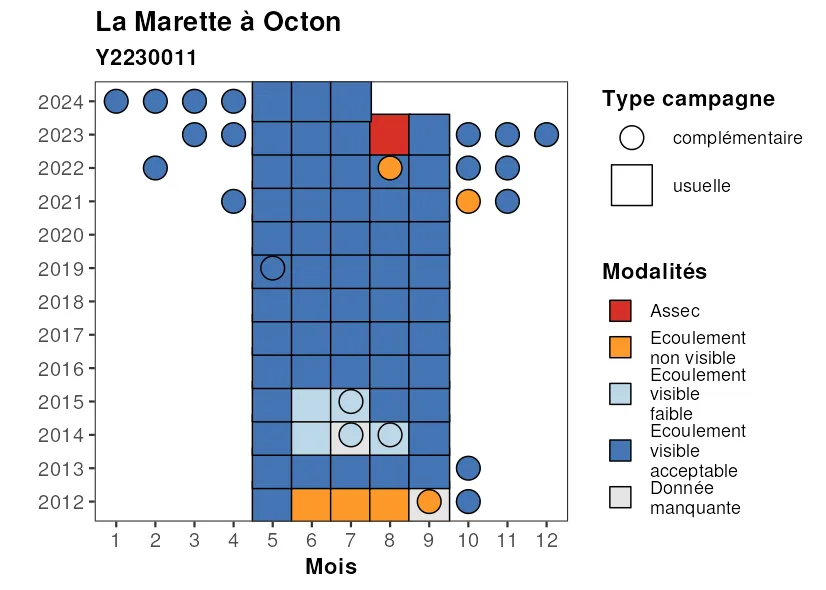 La Marette à Octon
Y2230011
2024
2023
2022
2021
2020
2019
2018
2017
2016
2015
2014
2013
2012
1 2 3 4 5 6 7 8 9 10 11 12
Mois
Type campagne
complémentaire
usuelle
Modalités
Assec
Ecoulement
non visible
Ecoulement
visible
faible
Ecoulement
visible
acceptable
Donnée
manquante